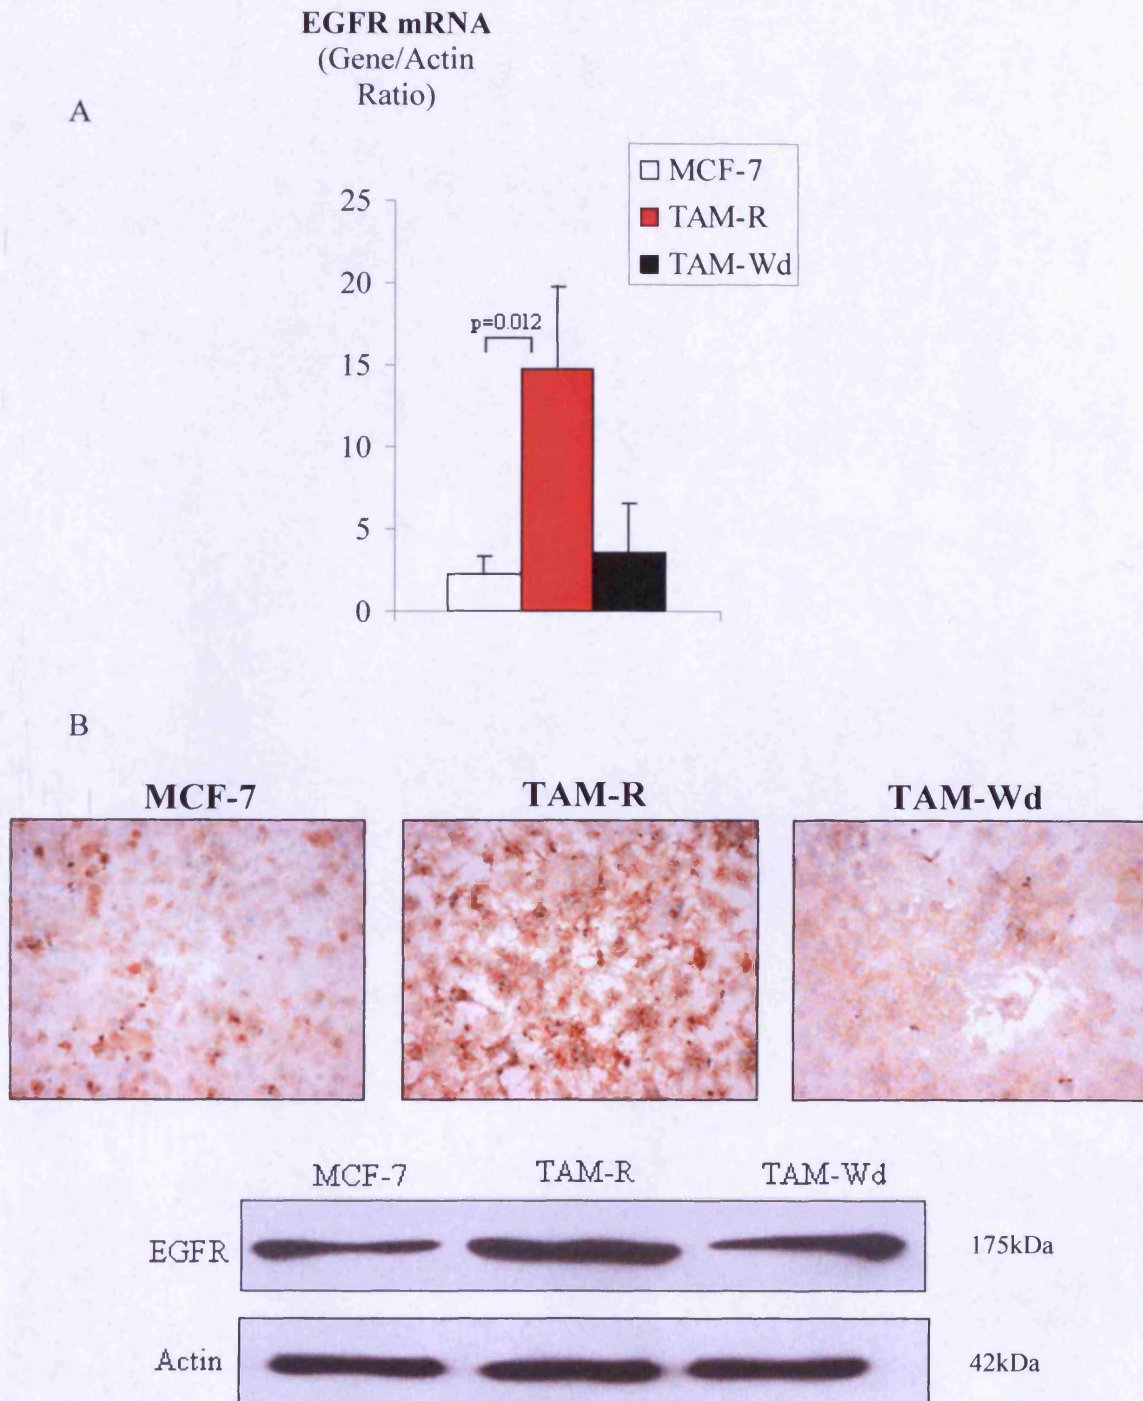 EGFR mRNA
(Gene/Actin
Ratio)
A
MCF-7
TAM-R
TAM-Wd
25
20
p=0.012
15
10
5
0
B
MCF-7 TAM-R TAM-Wd
MCF-7 TAM-R TAM-Wd
EGFR 175kDa
Actin 42kDa